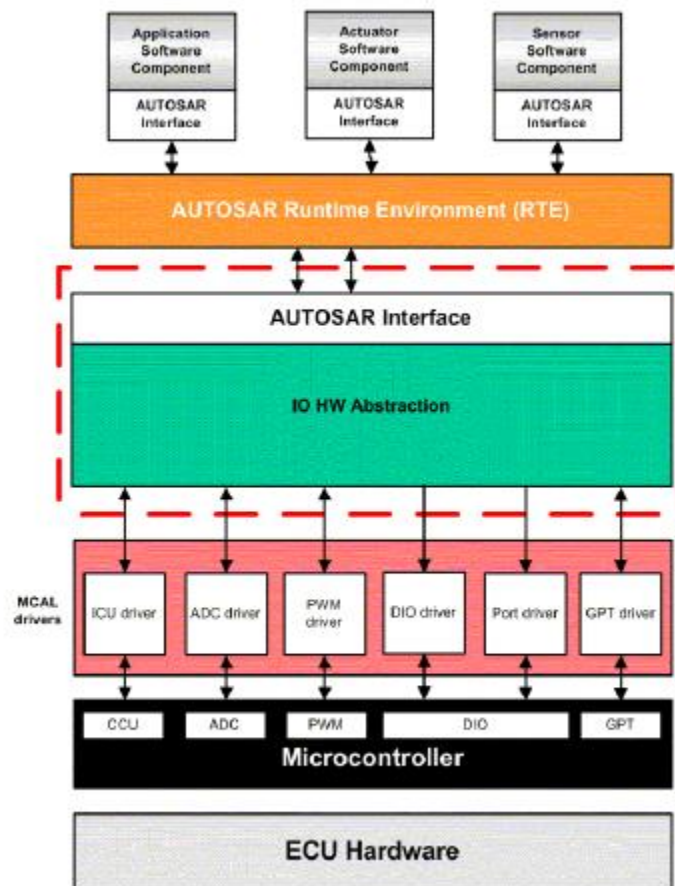 Application
Software
Component
AUTOSAR
Interface
Actuator
Software
Component
AUTOSAR
Interface
Sensor
Software
Component
AUTOSAR
Interface
AUTOSAR Runtime Environment (RTE)
AUTOSAR Interface
IO HW Abstraction
MCAL
drivers
ICU driver
ADC driver
PWM
driver
DIO driver
Port driver
GPT driver
CCU
ADC
PWM
DIO
GPT
Microcontroller
ECU Hardware